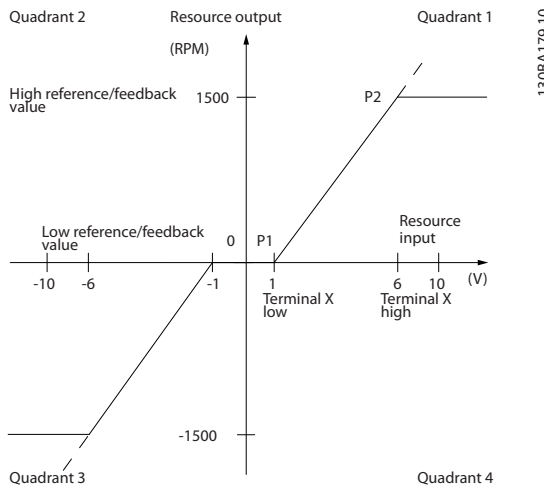 Quadrant 2
Resource output
Quadrant 1
(RPM)
High reference/feedback
value
1500
P2
Low reference/feedback
value
0
P1
Resource
input
-10
-6
-1
1
6
10
(V)
Terminal X
low
Terminal X
high
-1500
Quadrant 3
Quadrant 4
130BA179.10